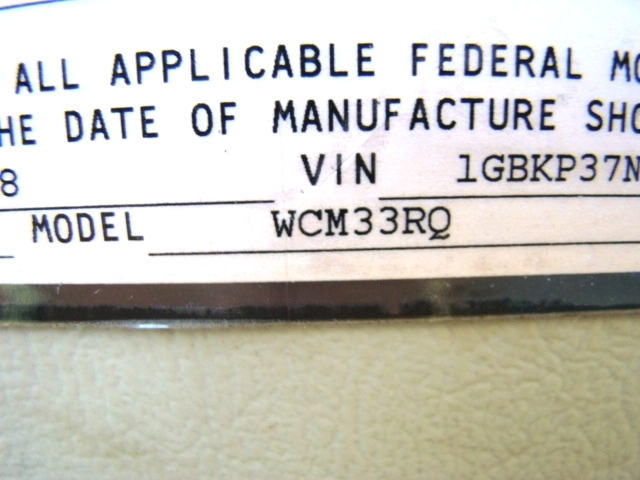 ALL APPLICABLE FEDERAL MO
HE DATE OF MANUFACTURE SHO
8 VIN 1GBKP37N
MODEL WCM33RQ